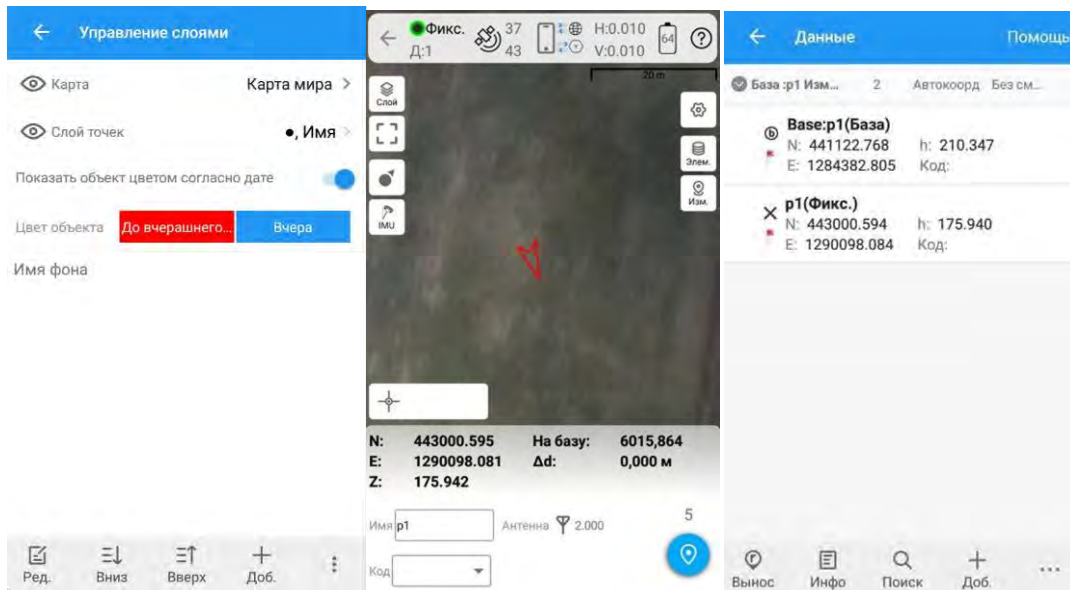 Управление слоями
Карта Карта мира
Слой точек ●, Имя
Показать объект цветом согласно дате
Цвет объекта До вчерашнего... Вчера
Имя фона
Ред. Вниз Вверх Доб.
Фикс. 37 H:0.010 64
Д:1 43 V:0.010
20 m
Слой
Элем.
IMU
Изм.
N: 443000.595 На базу: 6015,864
E: 1290098.081 Δd: 0,000 м
Z: 175.942
Имя p1 Антенна 2.000 5
Код
Данные Помощь
База :p1 Изм... 2 Автокоорд Без см...
Base:p1(База)
N: 441122.768 h: 210.347
E: 1284382.805 Код:
p1(Фикс.)
N: 443000.594 h: 175.940
E: 1290098.084 Код:
Вынос Инфо Поиск Доб. ...